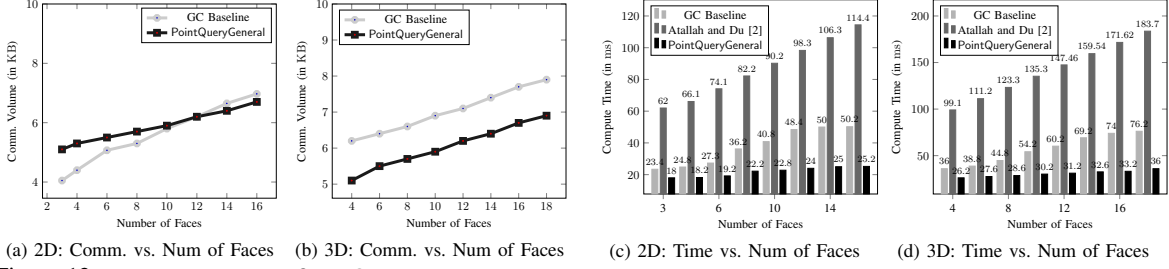 10
8
6
4
2 4 6 8 10 12 14 16
Comm. Volume (in KB)
Number of Faces
GC Baseline
PointQueryGeneral
(a) 2D: Comm. vs. Num of Faces
10
9
8
7
6
5
4 6 8 10 12 14 16 18
Comm. Volume (in KB)
Number of Faces
GC Baseline
PointQueryGeneral
(b) 3D: Comm. vs. Num of Faces
120
100
80
60
40
20
3 6 10 14
Compute Time (in ms)
Number of Faces
GC Baseline
Atallah and Du [2]
PointQueryGeneral
62 66.1 74.1 82.2 90.2 98.3 106.3 114.4
23.4 24.8 27.3 36.2 40.8 48.4 50 50.2
18 18.2 19.2 22.2 22.8 24 25 25.2
(c) 2D: Time vs. Num of Faces
200
150
100
50
4 8 12 16
Compute Time (in ms)
Number of Faces
GC Baseline
Atallah and Du [2]
PointQueryGeneral
99.1 111.2 123.3 135.3 147.46 159.54 171.62 183.7
36 38.8 44.8 54.2 60.2 69.2 74 76.2
26.2 27.6 28.6 30.2 31.2 32.6 33.2 36
(d) 3D: Time vs. Num of Faces